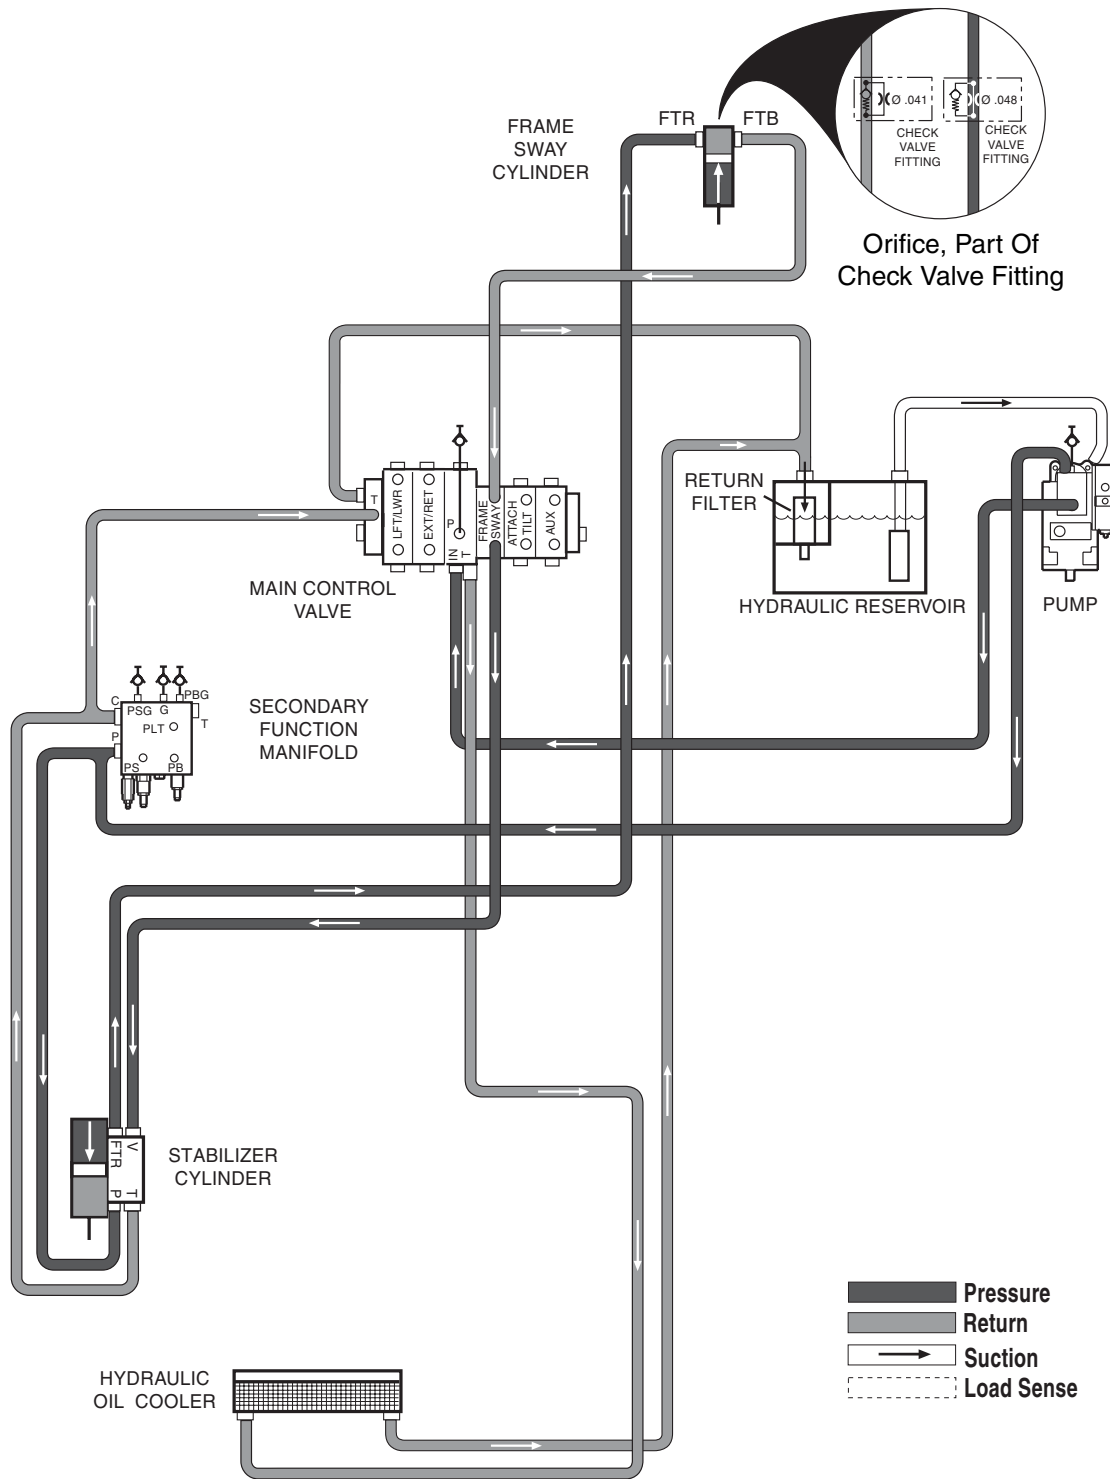 FRAME
SWAY
CYLINDER
FTR
FTB
Ø .041
Ø .048
CHECK
VALVE
FITTING
CHECK
VALVE
FITTING
Orifice, Part Of
Check Valve Fitting
T
LFT/LWR
EXT/RET
P
IN
T
FRAME
SWAY
ATTACH
TILT
AUX
MAIN CONTROL
VALVE
RETURN
FILTER
HYDRAULIC RESERVOIR
PUMP
C
PSG
G
PBG
T
PLT
P
PS
PB
SECONDARY
FUNCTION
MANIFOLD
FTR
V
P
T
STABILIZER
CYLINDER
HYDRAULIC
OIL COOLER
Pressure
Return
Suction
Load Sense